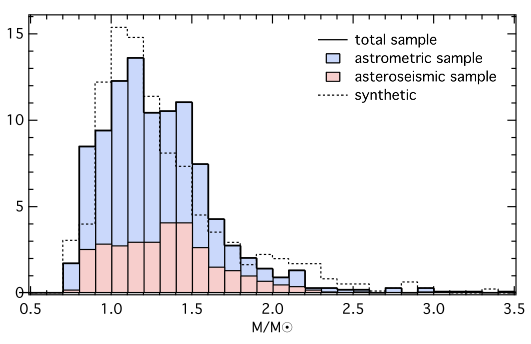 15
10
5
0
total sample
astrometric sample
asteroseismic sample
synthetic
0.5 1.0 1.5 2.0 2.5 3.0 3.5
M/M☉